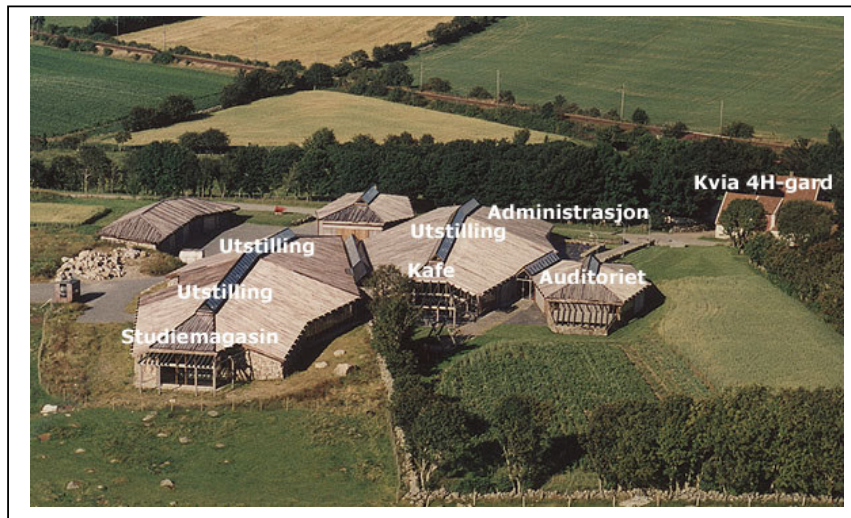 Kvia 4H-gard
Administrasjon
Utstilling
Utstilling
Kafe
Auditoriet
Utstilling
Studiemagasin